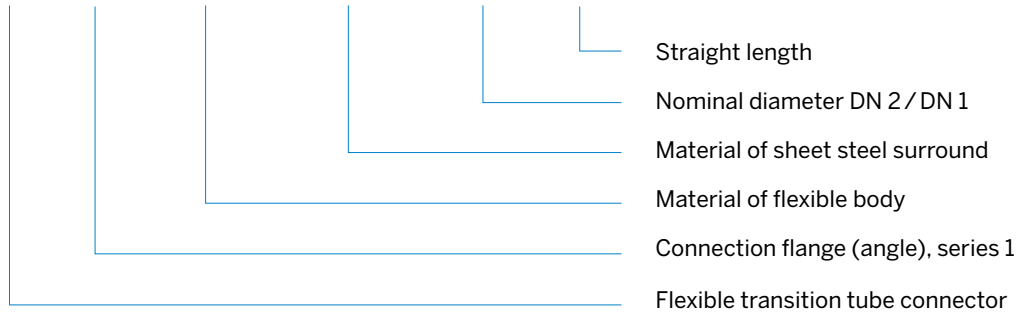 Straight length
Nominal diameter DN 2 / DN 1
Material of sheet steel surround
Material of flexible body
Connection flange (angle), series 1
Flexible transition tube connector